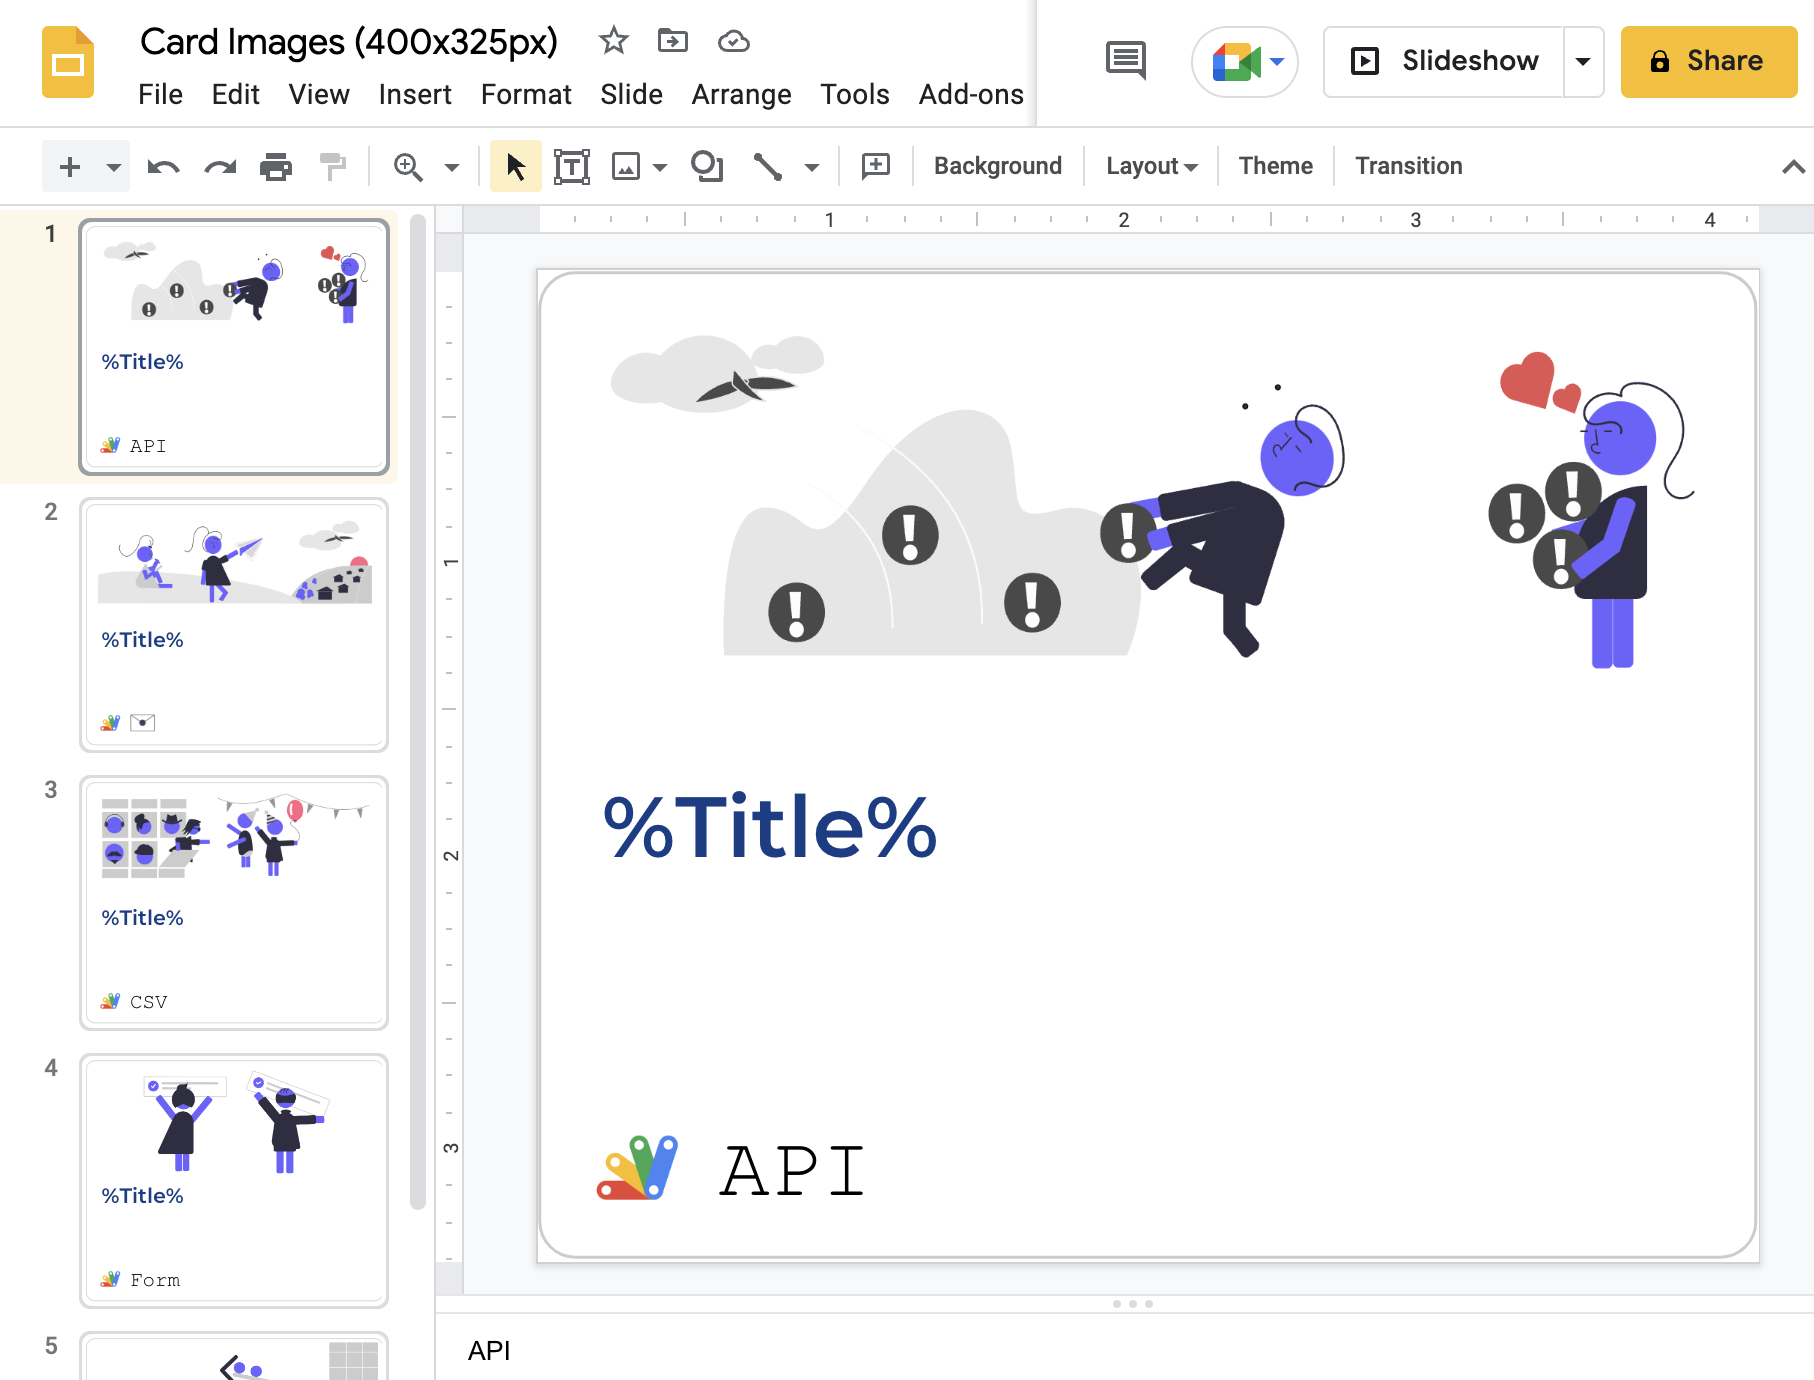 Card Images (400x325px)
File Edit View Insert Format Slide Arrange Tools Add-ons
Slideshow
Share
Background Layout Theme Transition
1 2 3 4
1
%Title%
API
2
%Title%
3
%Title%
CSV
4
%Title%
Form
5
1
2
3
! ! ! !
! ! !
%Title%
API
API